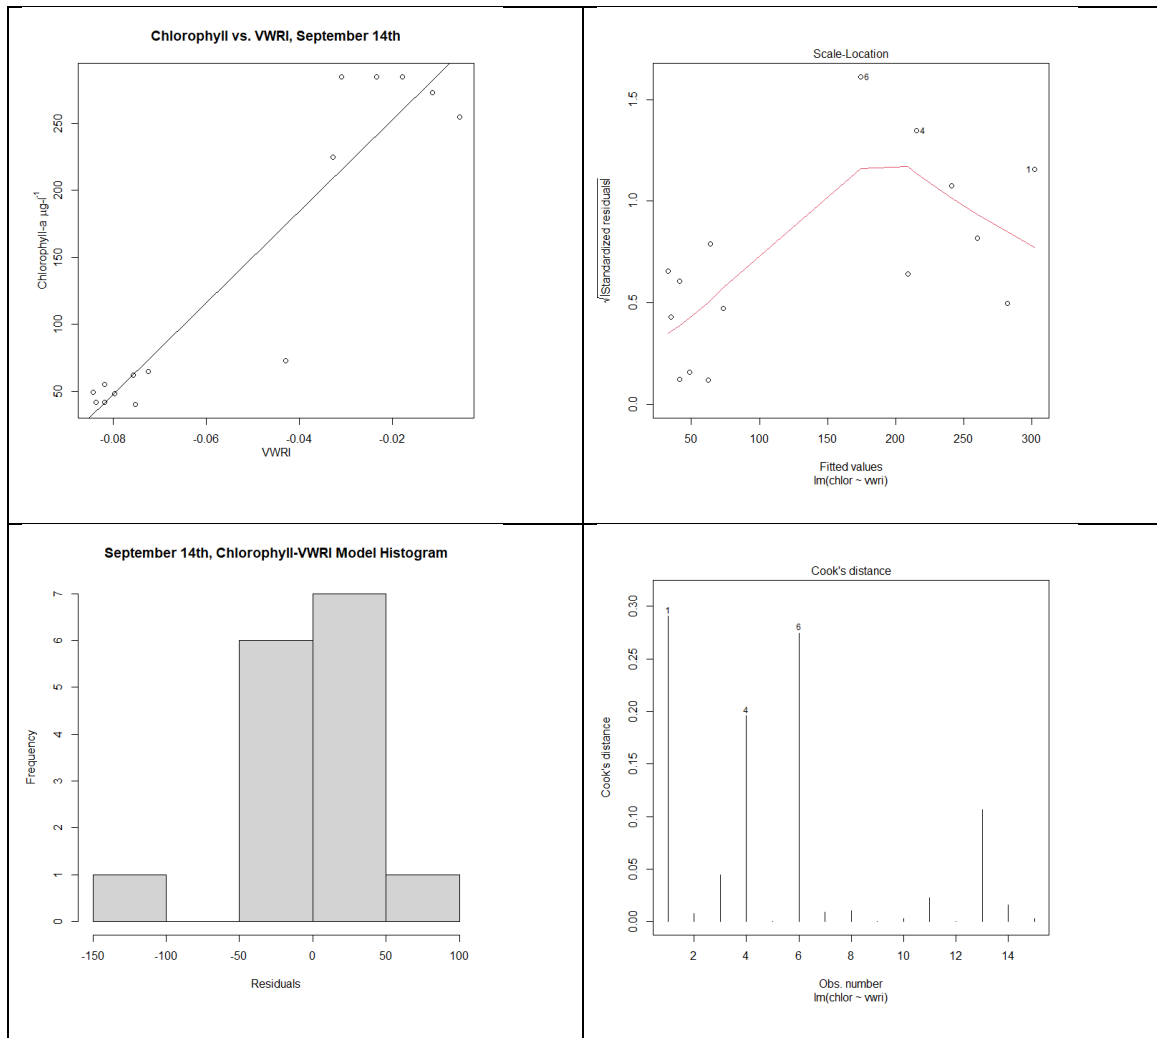 Chlorophyll vs. VWRI, September 14th
Chlorophyll-a µg-l-1
250
200
150
100
50
-0.08 -0.06 -0.04 -0.02
VWRI
Scale-Location
√|Standardized residuals|
1.5
1.0
0.5
0.0
6
4
1
50 100 150 200 250 300
Fitted values
lm(chlor ~ vwri)
September 14th, Chlorophyll-VWRI Model Histogram
Frequency
7
6
5
4
3
2
1
0
-150 -100 -50 0 50 100
Residuals
Cook's distance
Cook's distance
0.30
0.25
0.20
0.15
0.10
0.05
0.00
1
6
4
2 4 6 8 10 12 14
Obs. number
lm(chlor ~ vwri)